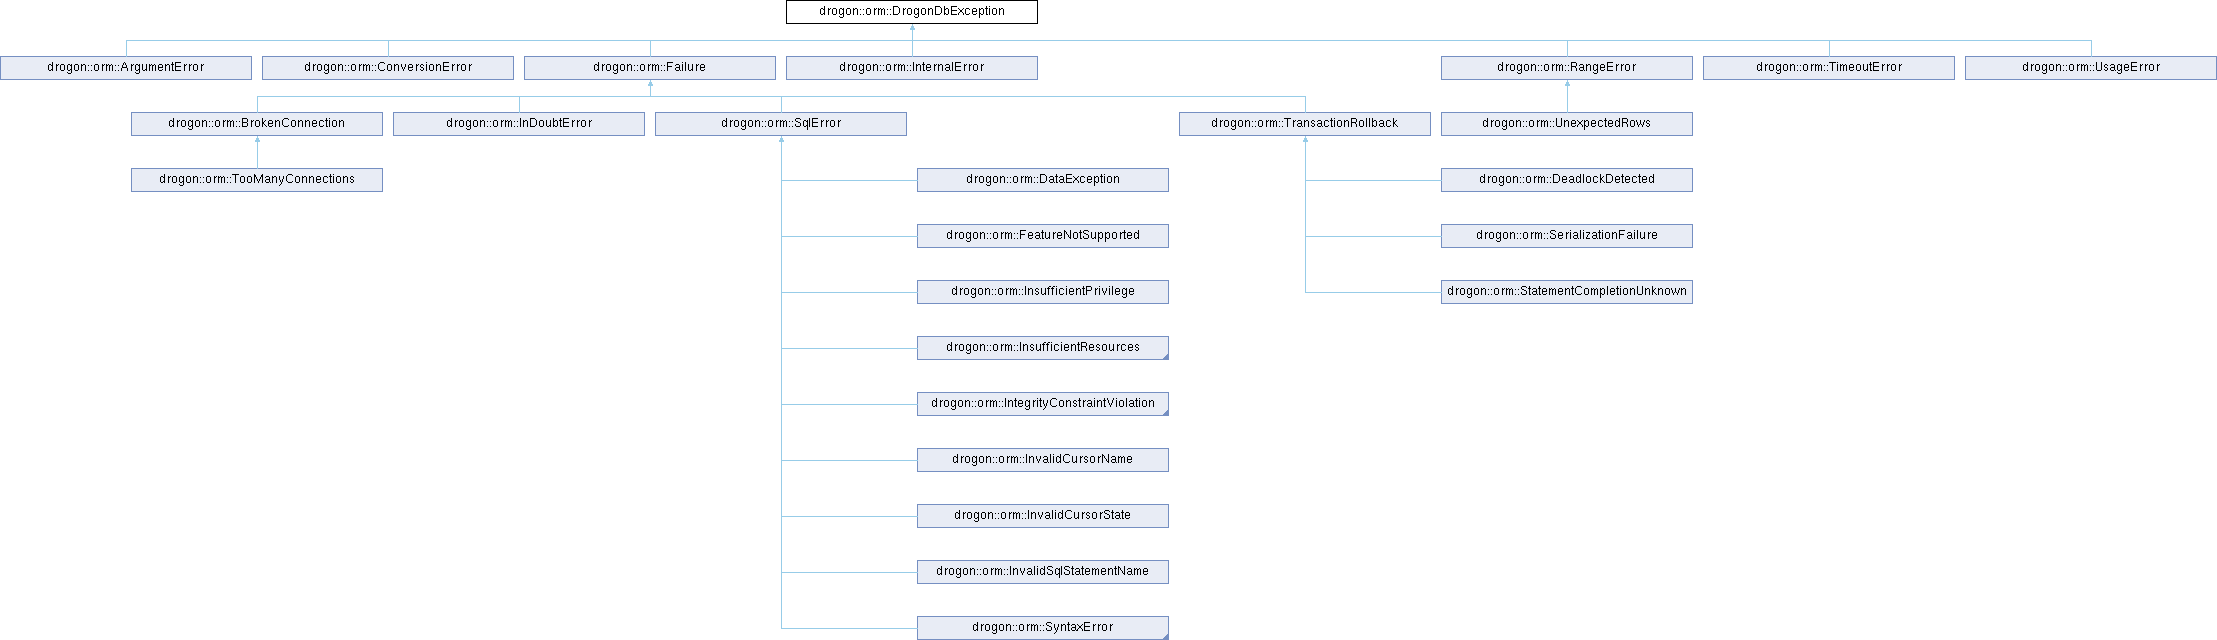 drogon::orm::DrogonDbException
drogon::orm::ArgumentError
drogon::orm::ConversionError
drogon::orm::Failure
drogon::orm::InternalError
drogon::orm::RangeError
drogon::orm::TimeoutError
drogon::orm::UsageError
drogon::orm::BrokenConnection
drogon::orm::InDoubtError
drogon::orm::SqlError
drogon::orm::TransactionRollback
drogon::orm::UnexpectedRows
drogon::orm::TooManyConnections
drogon::orm::DataException
drogon::orm::DeadlockDetected
drogon::orm::FeatureNotSupported
drogon::orm::SerializationFailure
drogon::orm::InsufficientPrivilege
drogon::orm::StatementCompletionUnknown
drogon::orm::InsufficientResources
drogon::orm::IntegrityConstraintViolation
drogon::orm::InvalidCursorName
drogon::orm::InvalidCursorState
drogon::orm::InvalidSqlStatementName
drogon::orm::SyntaxError